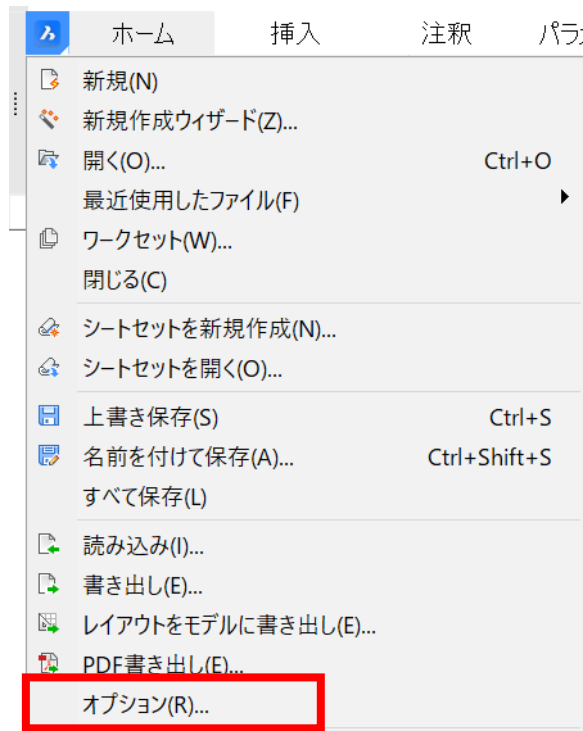 ホーム 挿入 注釈 パラ
新規(N)
新規作成ウィザード(Z)...
開く(O)... Ctrl+O
最近使用したファイル(F)
ワークセット(W)...
閉じる(C)
シートセットを新規作成(N)...
シートセットを開く(O)...
上書き保存(S) Ctrl+S
名前を付けて保存(A)... Ctrl+Shift+S
すべて保存(L)
読み込み(I)...
書き出し(E)...
レイアウトをモデルに書き出し(E)...
PDF書き出し(E)...
オプション(R)...